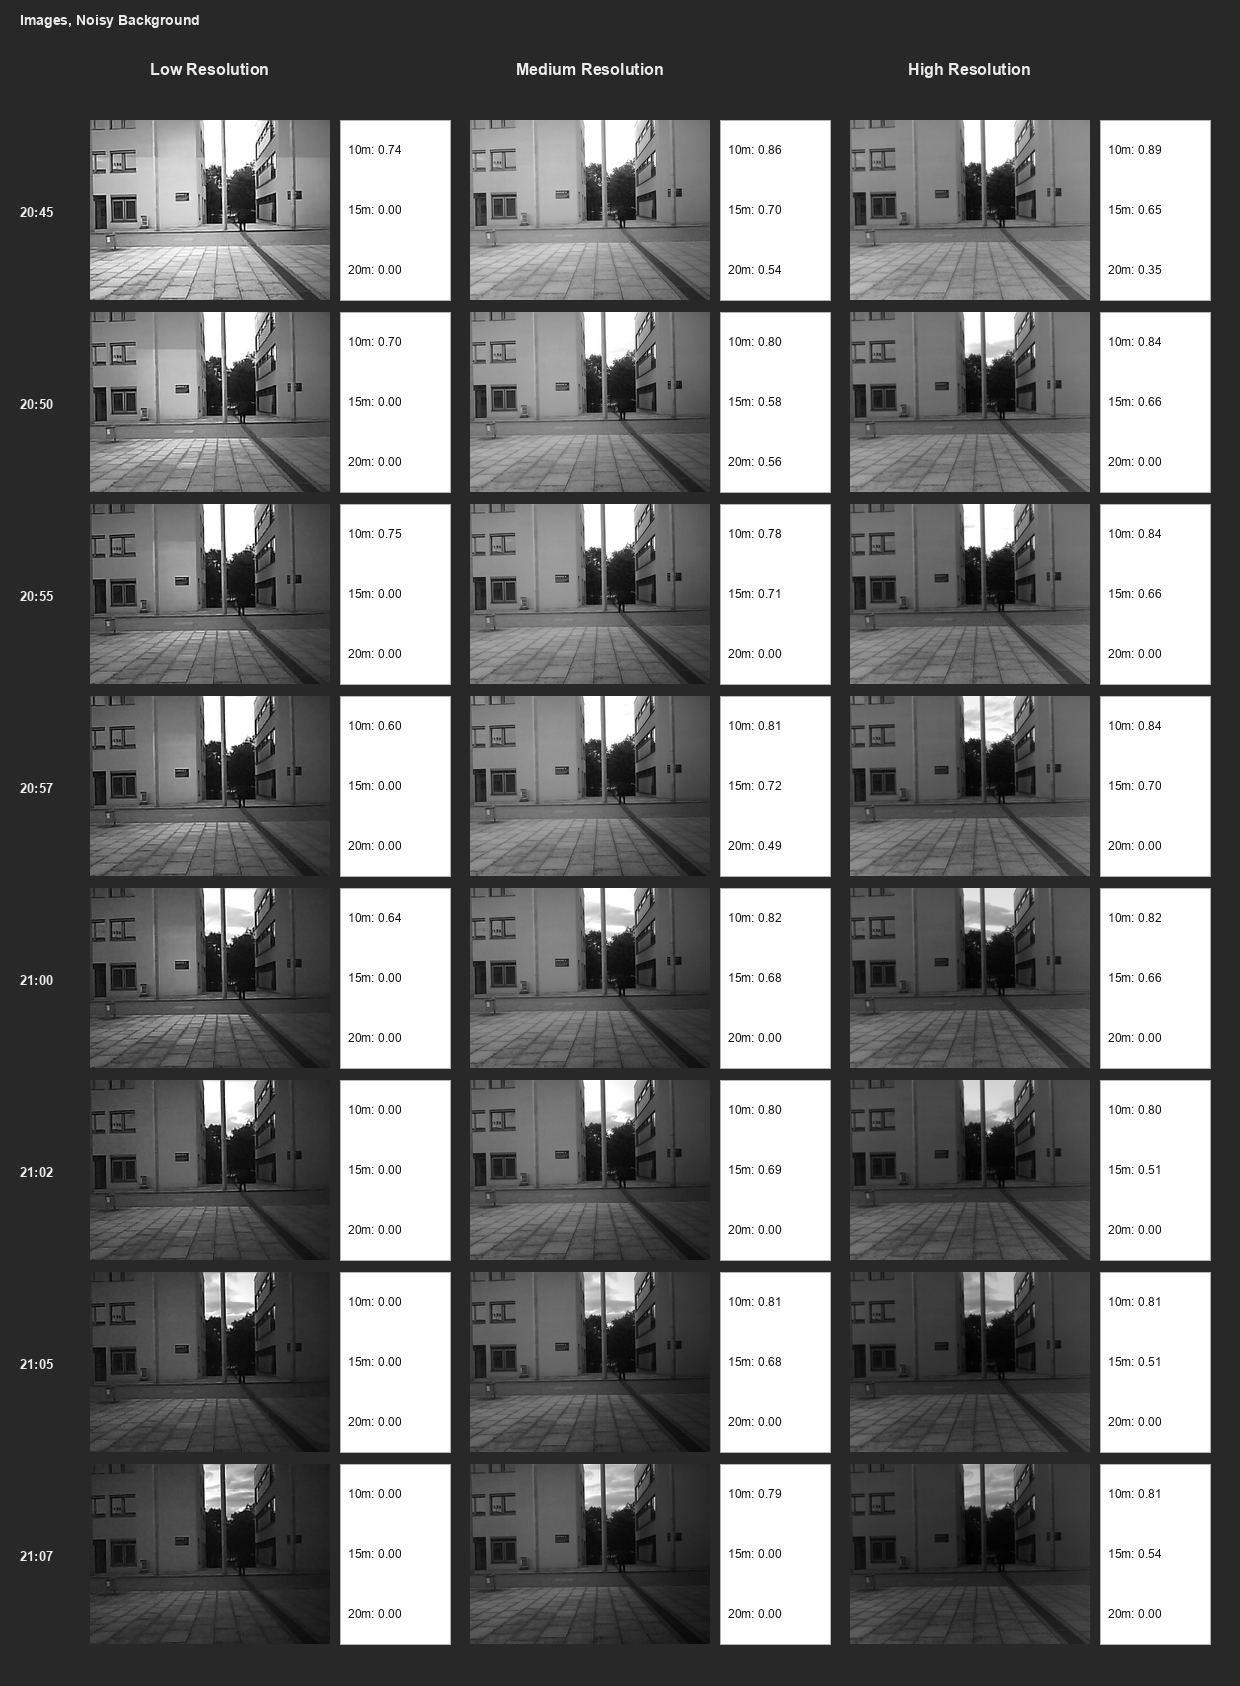 Images, Noisy Background
Low Resolution Medium Resolution High Resolution
20:45
10m: 0.74
15m: 0.00
20m: 0.00
10m: 0.86
15m: 0.70
20m: 0.54
10m: 0.89
15m: 0.65
20m: 0.35
20:50
10m: 0.70
15m: 0.00
20m: 0.00
10m: 0.80
15m: 0.58
20m: 0.56
10m: 0.84
15m: 0.66
20m: 0.00
20:55
10m: 0.75
15m: 0.00
20m: 0.00
10m: 0.78
15m: 0.71
20m: 0.00
10m: 0.84
15m: 0.66
20m: 0.00
20:57
10m: 0.60
15m: 0.00
20m: 0.00
10m: 0.81
15m: 0.72
20m: 0.49
10m: 0.84
15m: 0.70
20m: 0.00
21:00
10m: 0.64
15m: 0.00
20m: 0.00
10m: 0.82
15m: 0.68
20m: 0.00
10m: 0.82
15m: 0.66
20m: 0.00
21:02
10m: 0.00
15m: 0.00
20m: 0.00
10m: 0.80
15m: 0.69
20m: 0.00
10m: 0.80
15m: 0.51
20m: 0.00
21:05
10m: 0.00
15m: 0.00
20m: 0.00
10m: 0.81
15m: 0.68
20m: 0.00
10m: 0.81
15m: 0.51
20m: 0.00
21:07
10m: 0.00
15m: 0.00
20m: 0.00
10m: 0.79
15m: 0.00
20m: 0.00
10m: 0.81
15m: 0.54
20m: 0.00